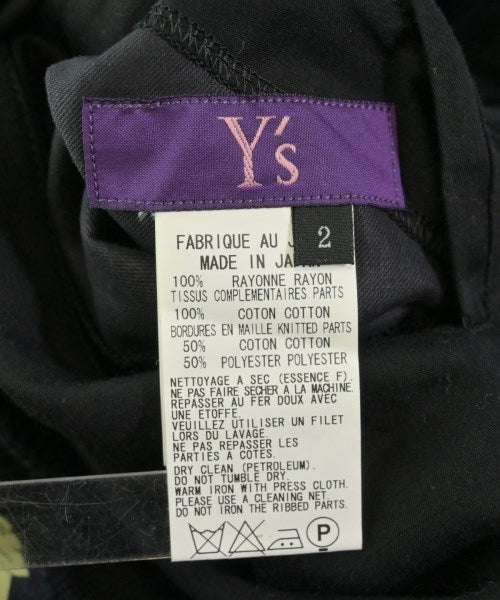 Y's
2
FABRIQUE AU J
MADE IN JAPAN
100% RAYONNE RAYON
TISSUS COMPLEMENTAIRES PARTS
100% COTON COTTON
BORDURES EN MAILLE KNITTED PARTS
50% COTON COTTON
50% POLYESTER POLYESTER
NETTOYAGE A SEC (ESSENCE F).
NE PAS FAIRE SECHER A LA MACHINE.
REPASSER AU FER DOUX AVEC
UNE ETOFFE.
VEUILLEZ UTILISER UN FILET
LORS DU LAVAGE.
NE PAS REPASSER LES
PARTIES A COTES.
DRY CLEAN (PETROLEUM).
DO NOT TUMBLE DRY.
WARM IRON WITH PRESS CLOTH.
PLEASE USE A CLEANING NET.
DO NOT IRON THE RIBBED PARTS.
P